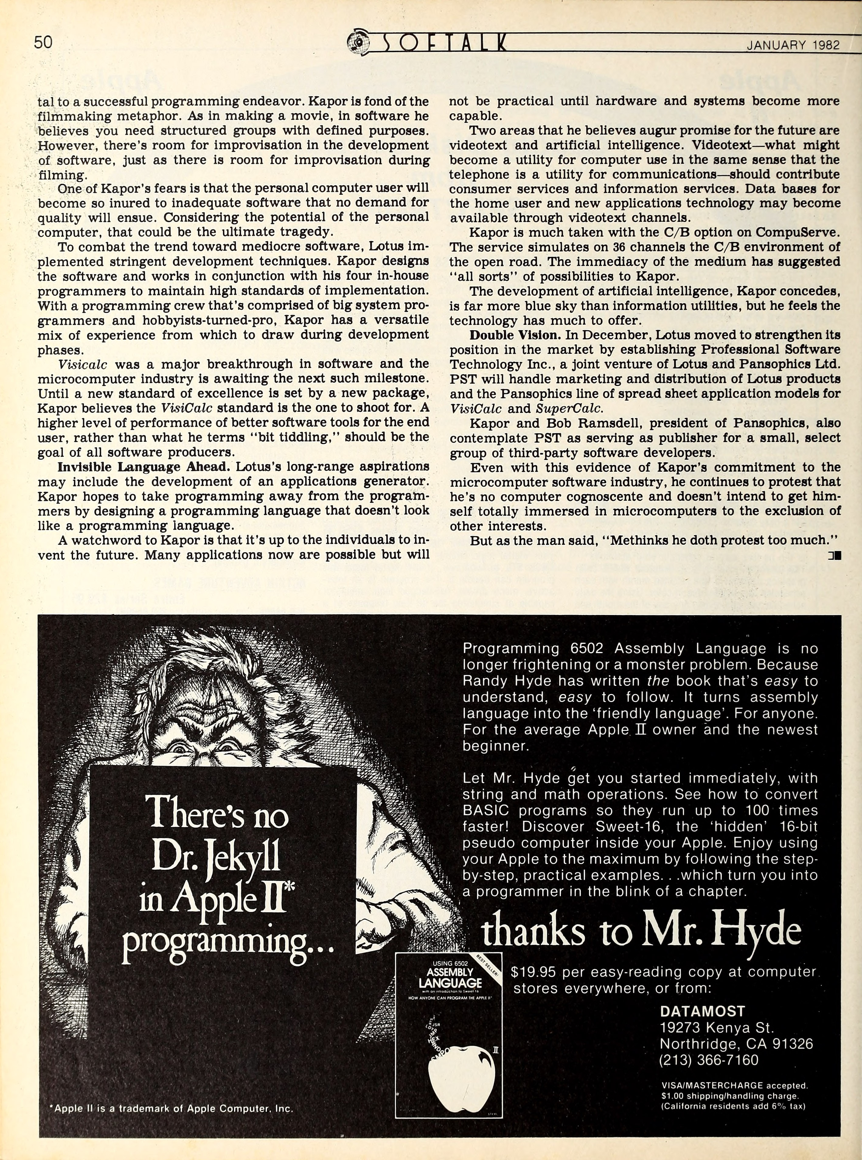 50
SOFTALK
JANUARY 1982
tal to a successful programming endeavor. Kapor is fond of the
filmmaking metaphor. As in making a movie, in software he
believes you need structured groups with defined purposes.
However, there's room for improvisation in the development
of software, just as there is room for improvisation during
filming.
One of Kapor's fears is that the personal computer user will
become so inured to inadequate software that no demand for
quality will ensue. Considering the potential of the personal
computer, that could be the ultimate tragedy.
To combat the trend toward mediocre software, Lotus im-
plemented stringent development techniques. Kapor designs
the software and works in conjunction with his four in-house
programmers to maintain high standards of implementation.
With a programming crew that's comprised of big system pro-
grammers and hobbyists-turned-pro, Kapor has a versatile
mix of experience from which to draw during development
phases.
Visicalc was a major breakthrough in software and the
microcomputer industry is awaiting the next such milestone.
Until a new standard of excellence is set by a new package,
Kapor believes the VisiCalc standard is the one to shoot for. A
higher level of performance of better software tools for the end
user, rather than what he terms "bit tiddling," should be the
goal of all software producers.
Invisible Language Ahead. Lotus's long-range aspirations
may include the development of an applications generator.
Kapor hopes to take programming away from the program-
mers by designing a programming language that doesn't look
like a programming language.
A watchword to Kapor is that it's up to the individuals to in-
vent the future. Many applications now are possible but will
not be practical until hardware and systems become more
capable.
Two areas that he believes augur promise for the future are
videotext and artificial intelligence. Videotext—what might
become a utility for computer use in the same sense that the
telephone is a utility for communications—should contribute
consumer services and information services. Data bases for
the home user and new applications technology may become
available through videotext channels.
Kapor is much taken with the C/B option on CompuServe.
The service simulates on 36 channels the C/B environment of
the open road. The immediacy of the medium has suggested
"all sorts" of possibilities to Kapor.
The development of artificial intelligence, Kapor concedes,
is far more blue sky than information utilities, but he feels the
technology has much to offer.
Double Vision. In December, Lotus moved to strengthen its
position in the market by establishing Professional Software
Technology Inc., a joint venture of Lotus and Pansophics Ltd.
PST will handle marketing and distribution of Lotus products
and the Pansophics line of spread sheet application models for
VisiCalc and SuperCalc.
Kapor and Bob Ramsdell, president of Pansophics, also
contemplate PST as serving as publisher for a small, select
group of third-party software developers.
Even with this evidence of Kapor's commitment to the
microcomputer software industry, he continues to protest that
he's no computer cognoscente and doesn't intend to get him-
self totally immersed in microcomputers to the exclusion of
other interests.
But as the man said, "Methinks he doth protest too much."
There's no
Dr. Jekyll
in Apple II*
programming...
Programming 6502 Assembly Language is no
longer frightening or a monster problem. Because
Randy Hyde has written the book that's easy to
understand, easy to follow. It turns assembly
language into the 'friendly language'. For anyone.
For the average Apple II owner and the newest
beginner.
Let Mr. Hyde get you started immediately, with
string and math operations. See how to convert
BASIC programs so they run up to 100 times
faster! Discover Sweet-16, the 'hidden' 16-bit
pseudo computer inside your Apple. Enjoy using
your Apple to the maximum by following the step-
by-step, practical examples. . .which turn you into
a programmer in the blink of a chapter.
thanks to Mr. Hyde
USING 6502
ASSEMBLY
LANGUAGE
HOW ANYONE CAN PROGRAM THE APPLE II
BEST SELLER
$19.95 per easy-reading copy at computer
stores everywhere, or from:
DATAMOST
19273 Kenya St.
Northridge, CA 91326
(213) 366-7160
VISA/MASTERCHARGE accepted.
$1.00 shipping/handling charge.
(California residents add 6% tax)
*Apple II is a trademark of Apple Computer, Inc.